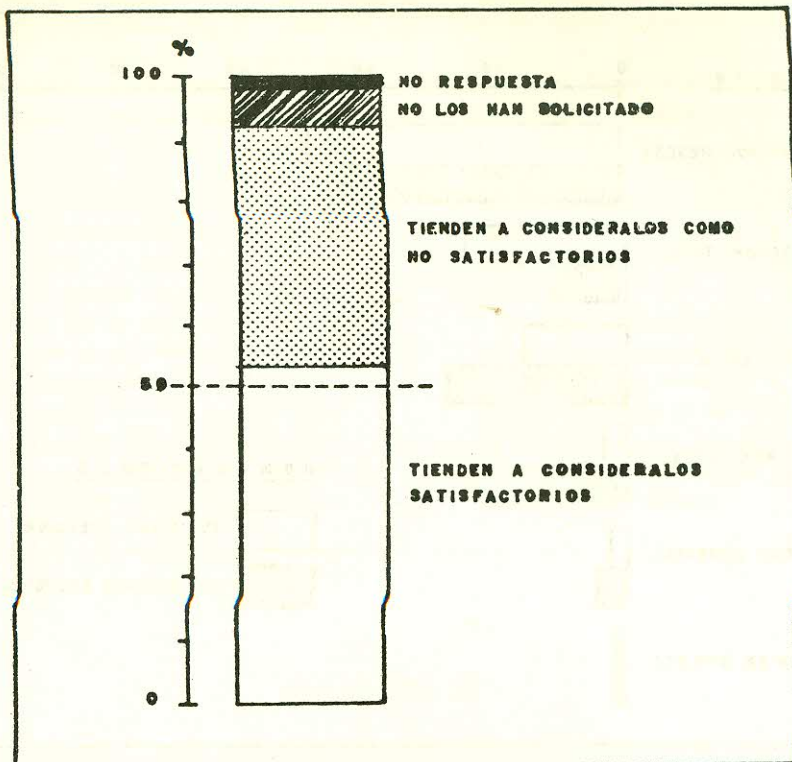 %
100
NO RESPUESTA
NO LOS HAN SOLICITADO
TIENDEN A CONSIDERALOS COMO
NO SATISFACTORIOS
50
TIENDEN A CONSIDERALOS
SATISFACTORIOS
0